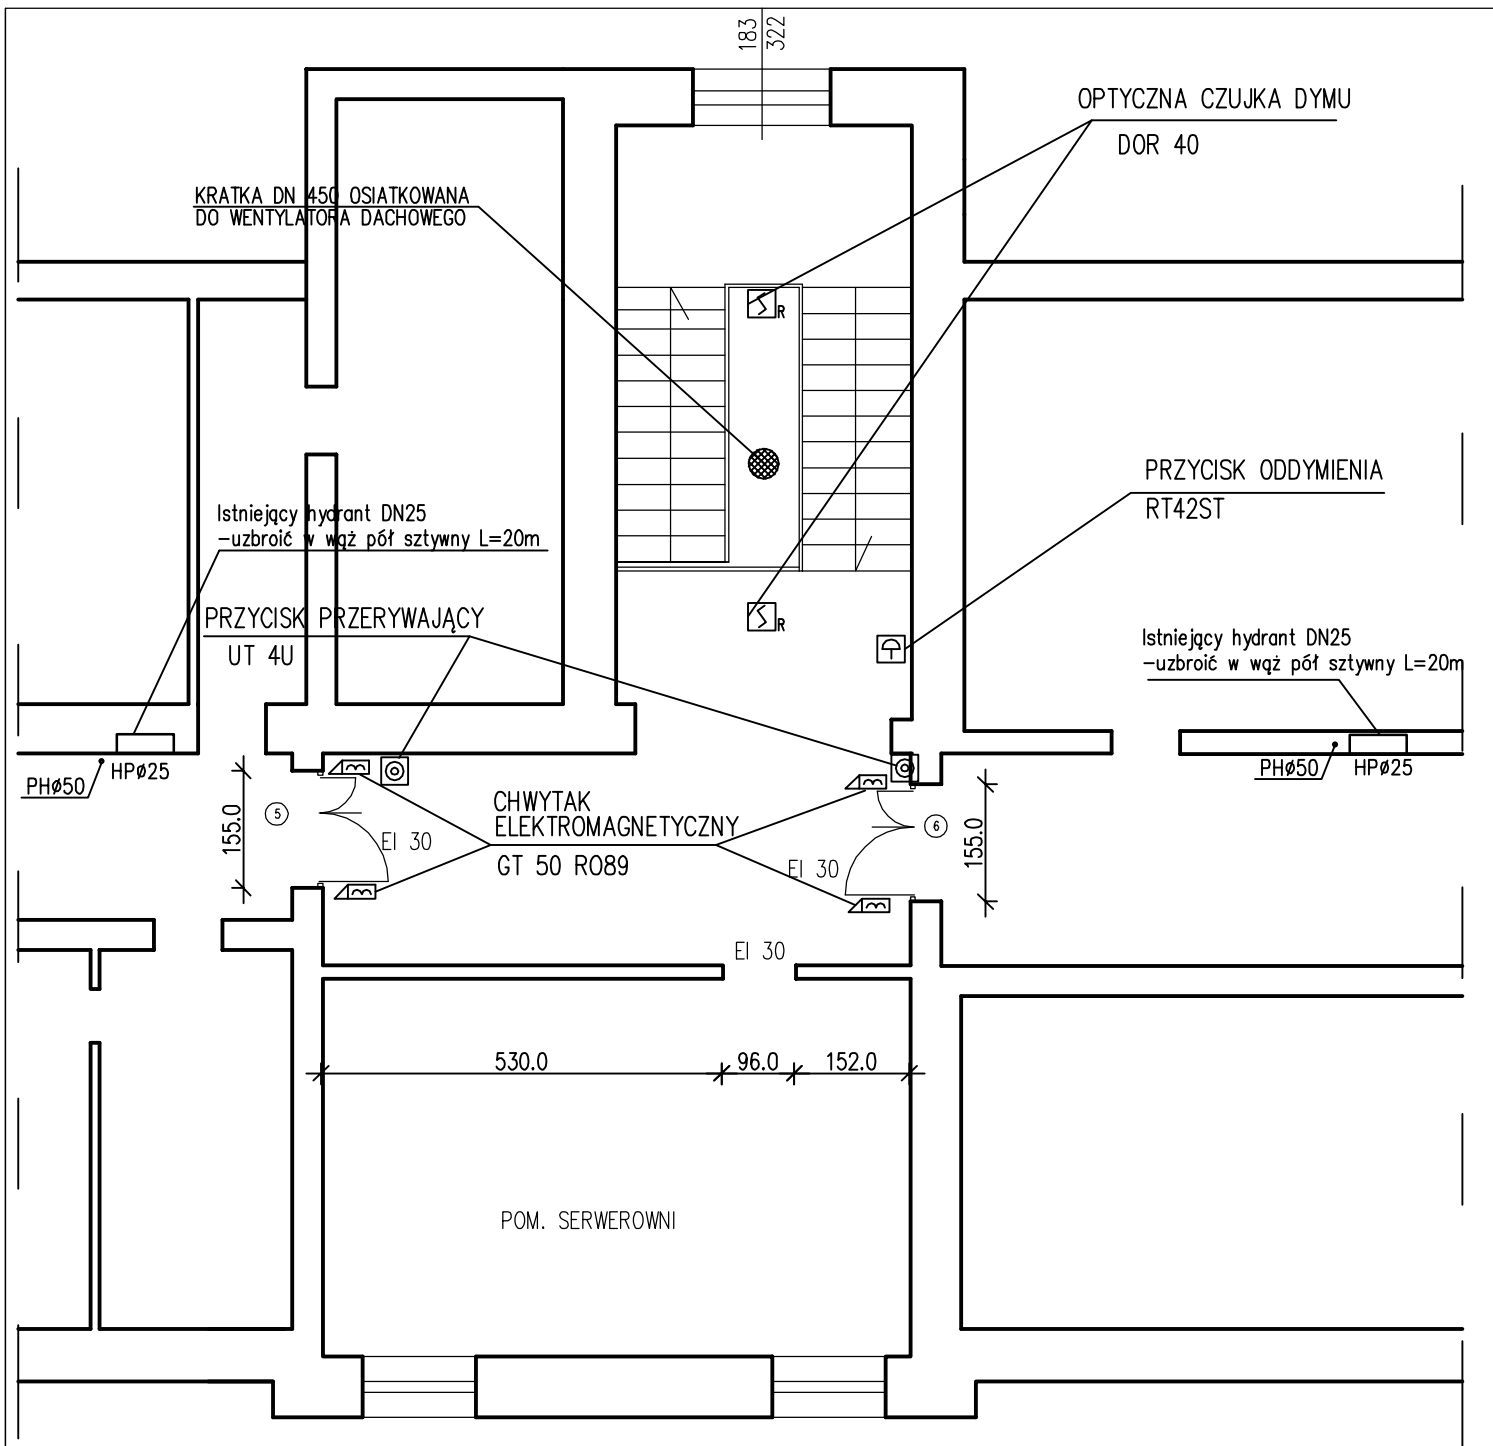 183
322
OPTYCZNA CZUJKA DYMU
DOR 40
KRATKA DN 450 OSIATKOWANA
DO WENTYLATORA DACHOWEGO
R
PRZYCISK ODDYMIENIA
RT42ST
Istniejący hydrant DN25
-uzbroić w wąż pół sztywny L=20m
PRZYCISK PRZERYWAJĄCY
UT 4U
R
Istniejący hydrant DN25
-uzbroić w wąż pół sztywny L=20m
PHø50
HPø25
PHø50
HPø25
155.0
5
EI 30
CHWYTAK
ELEKTROMAGNETYCZNY
GT 50 RO89
EI 30
6
155.0
EI 30
530.0
96.0
152.0
POM. SERWEROWNI